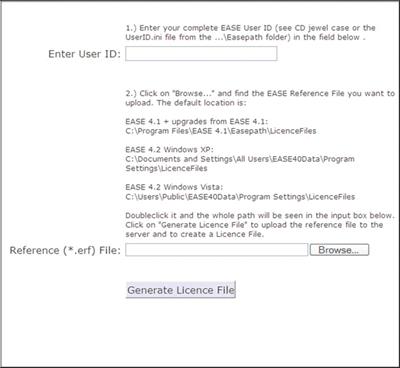 1.) Enter your complete EASE User ID (see CD jewel case or the
UserID.ini file from the ...\Easepath folder) in the field below .
Enter User ID:
2.) Click on "Browse..." and find the EASE Reference File you want to
upload. The default location is:
EASE 4.1 + upgrades from EASE 4.1:
C:\Program Files\EASE 4.1\Easepath\LicenceFiles
EASE 4.2 Windows XP:
C:\Documents and Settings\All Users\EASE40Data\Program
Settings\LicenceFiles
EASE 4.2 Windows Vista:
C:\Users\Public\EASE40Data\Program Settings\LicenceFiles
Doubleclick it and the whole path will be seen in the input box below.
Click on "Generate Licence File" to upload the reference file to the
server and to create a Licence File.
Reference (*.erf) File:
Browse...
Generate Licence File